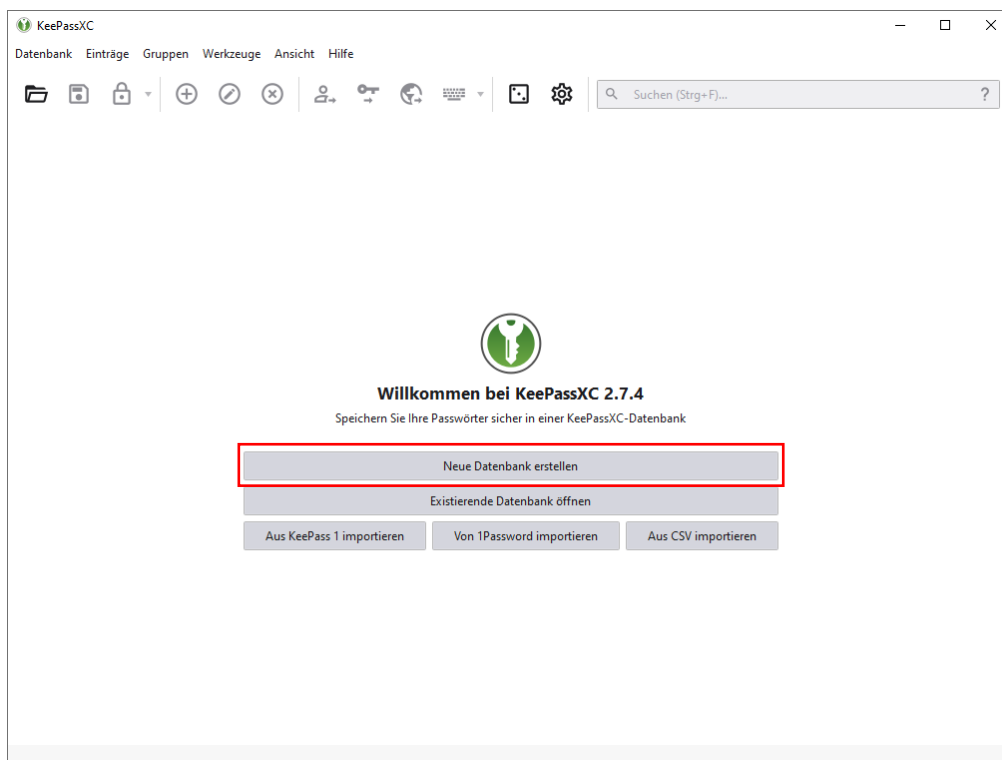 KeePassXC
Datenbank Einträge Gruppen Werkzeuge Ansicht Hilfe
Suchen (Strg+F)... ?
Willkommen bei KeePassXC 2.7.4
Speichern Sie Ihre Passwörter sicher in einer KeePassXC-Datenbank
Neue Datenbank erstellen
Existierende Datenbank öffnen
Aus KeePass 1 importieren Von 1Password importieren Aus CSV importieren